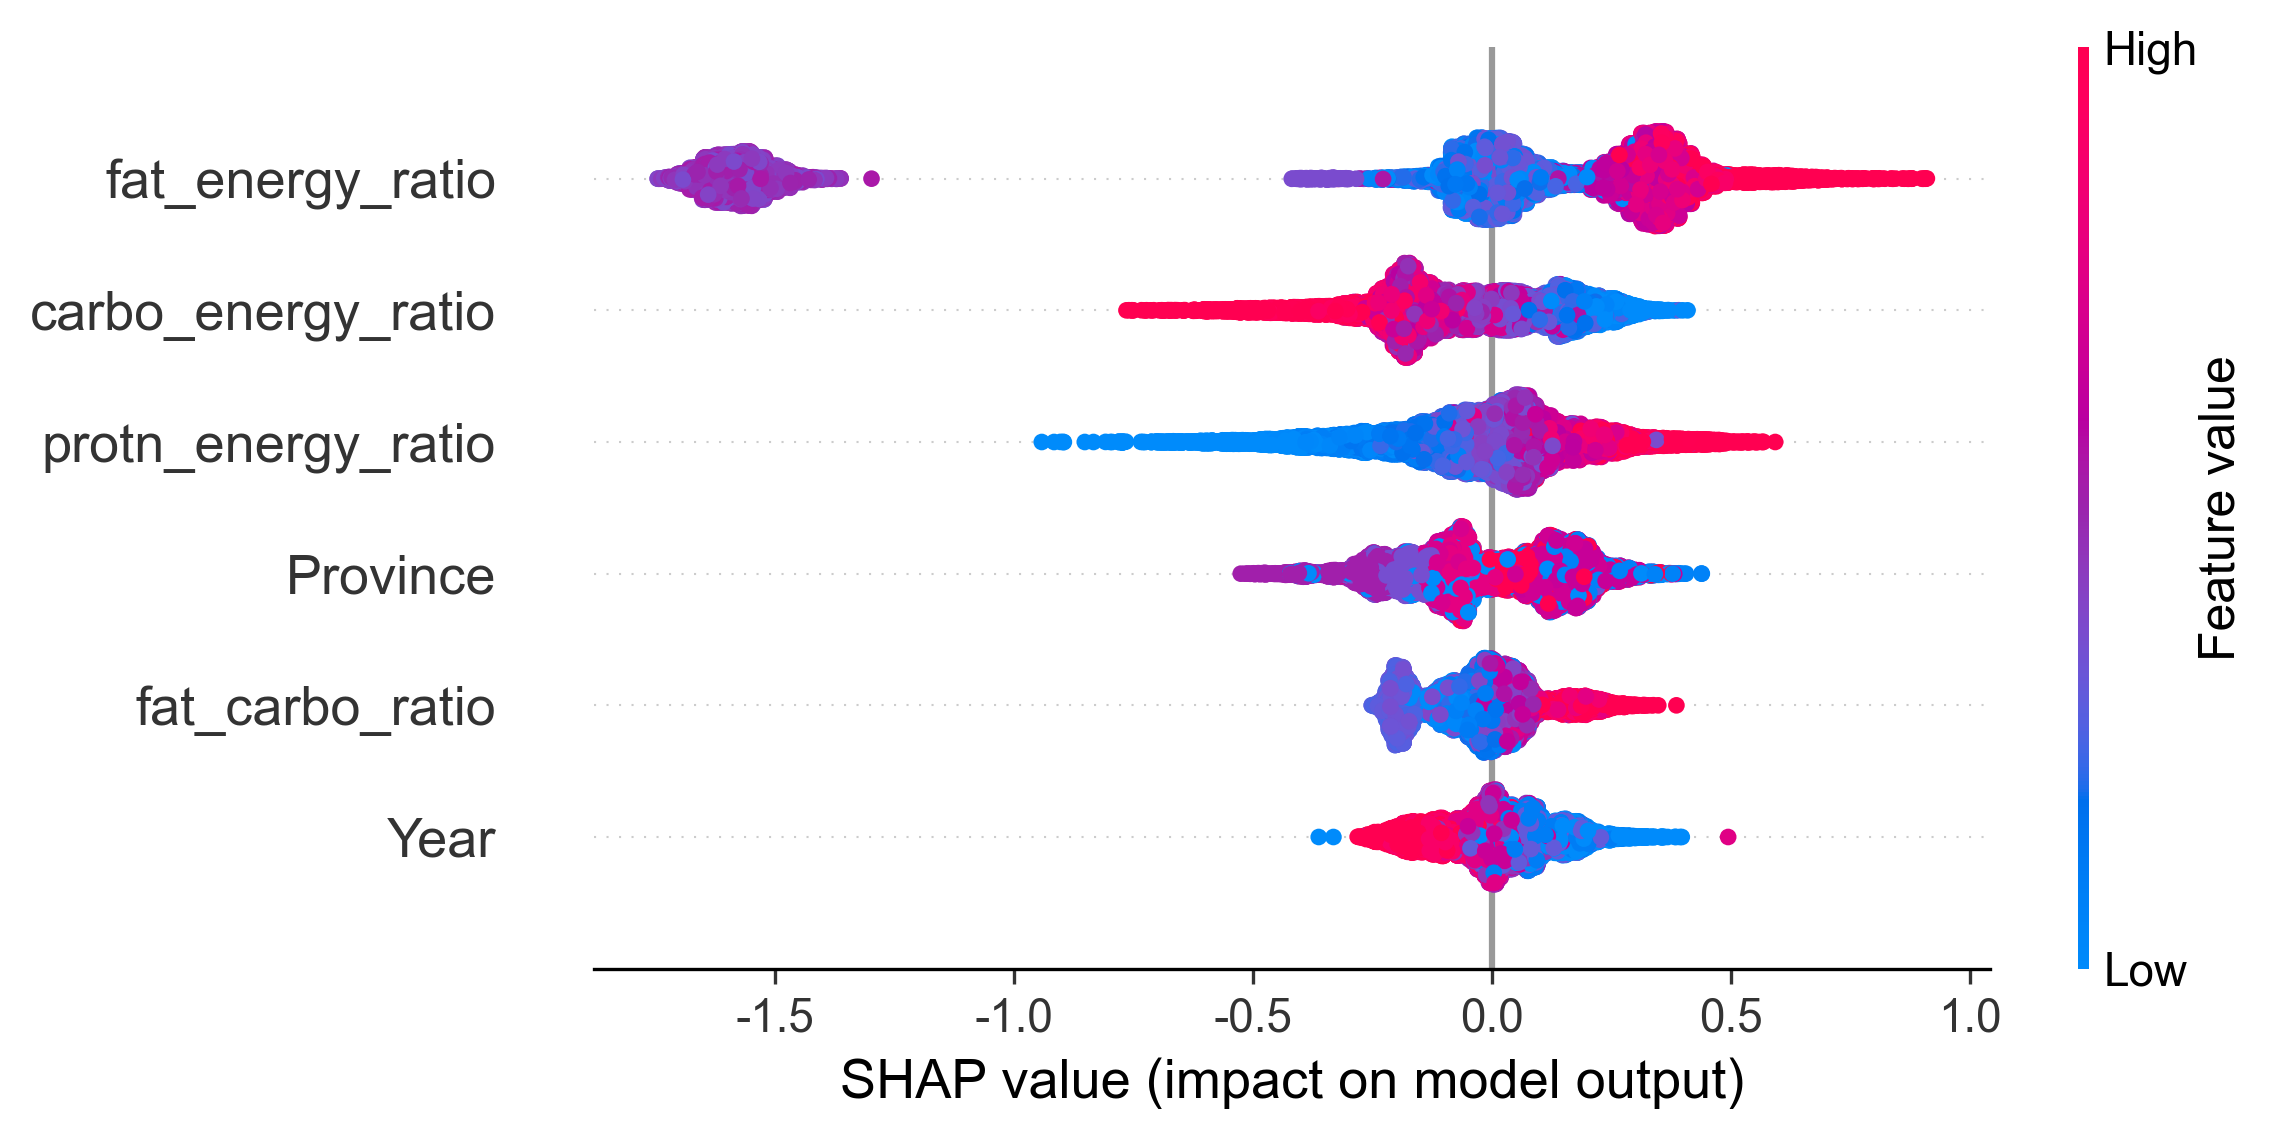 High
fat_energy_ratio
carbo_energy_ratio
protn_energy_ratio
Province
fat_carbo_ratio
Year
Feature value
Low
-1.5 -1.0 -0.5 0.0 0.5 1.0
SHAP value (impact on model output)